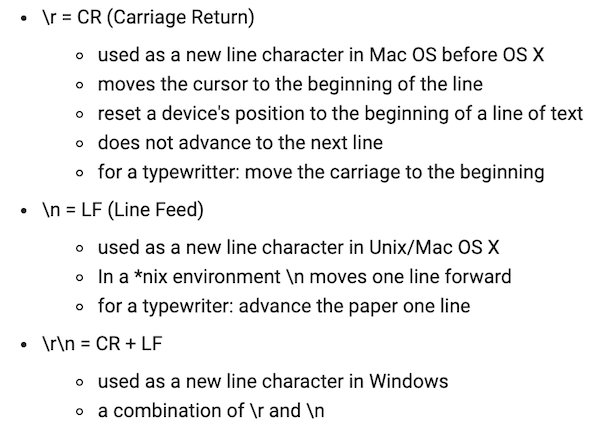 • \r = CR (Carriage Return)
◦ used as a new line character in Mac OS before OS X
◦ moves the cursor to the beginning of the line
◦ reset a device's position to the beginning of a line of text
◦ does not advance to the next line
◦ for a typewritter: move the carriage to the beginning
• \n = LF (Line Feed)
◦ used as a new line character in Unix/Mac OS X
◦ In a *nix environment \n moves one line forward
◦ for a typewriter: advance the paper one line
• \r\n = CR + LF
◦ used as a new line character in Windows
◦ a combination of \r and \n